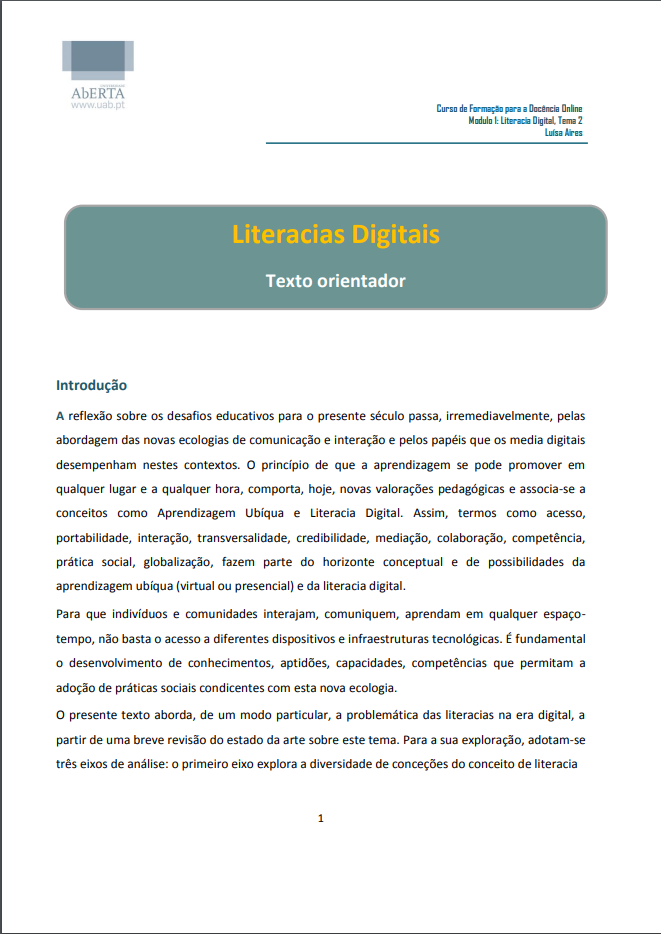 UNIVERSIDADE
AbERTA
www.uab.pt
Curso de Formação para a Docência Online
Modulo I: Literacia Digital, Tema 2
Luísa Aires
Literacias Digitais
Texto orientador
Introdução
A reflexão sobre os desafios educativos para o presente século passa, irremediavelmente, pelas
abordagem das novas ecologias de comunicação e interação e pelos papéis que os media digitais
desempenham nestes contextos. O princípio de que a aprendizagem se pode promover em
qualquer lugar e a qualquer hora, comporta, hoje, novas valorações pedagógicas e associa-se a
conceitos como Aprendizagem Ubíqua e Literacia Digital. Assim, termos como acesso,
portabilidade, interação, transversalidade, credibilidade, mediação, colaboração, competência,
prática social, globalização, fazem parte do horizonte conceptual e de possibilidades da
aprendizagem ubíqua (virtual ou presencial) e da literacia digital.
Para que indivíduos e comunidades interajam, comuniquem, aprendam em qualquer espaço-
tempo, não basta o acesso a diferentes dispositivos e infraestruturas tecnológicas. É fundamental
o desenvolvimento de conhecimentos, aptidões, capacidades, competências que permitam a
adoção de práticas sociais condicentes com esta nova ecologia.
O presente texto aborda, de um modo particular, a problemática das literacias na era digital, a
partir de uma breve revisão do estado da arte sobre este tema. Para a sua exploração, adotam-se
três eixos de análise: o primeiro eixo explora a diversidade de conceções do conceito de literacia
1